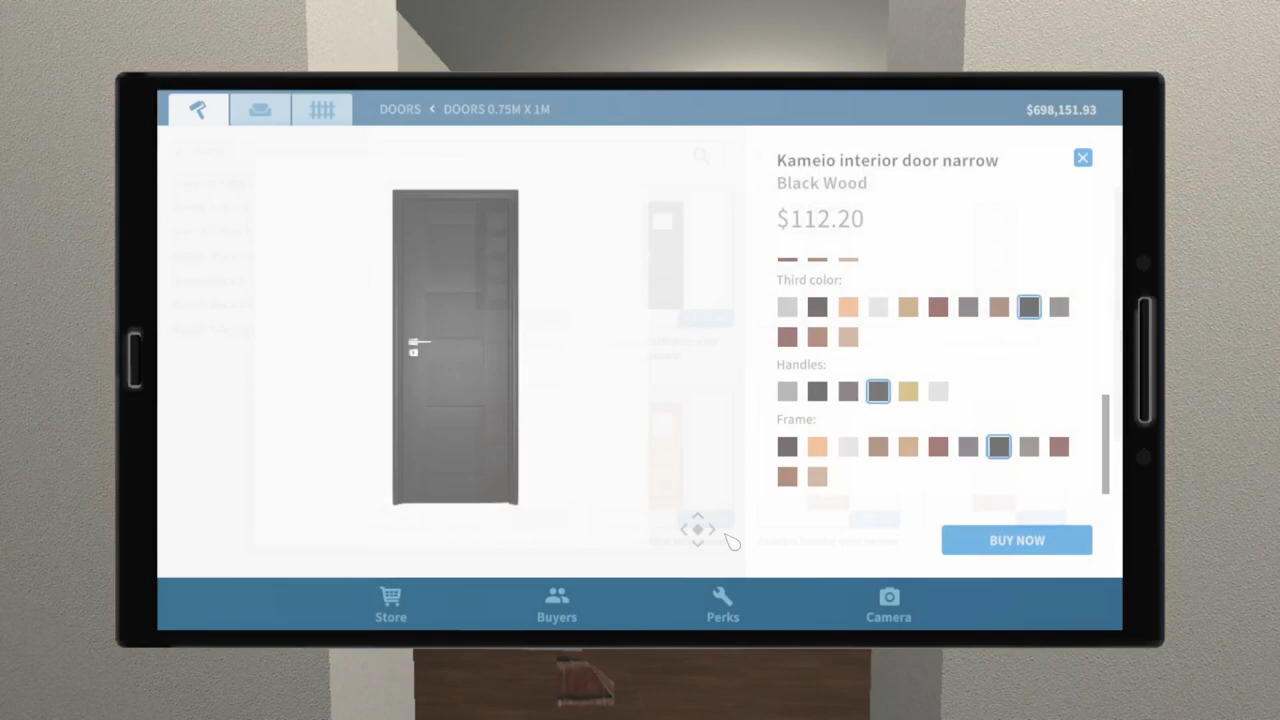 DOORS < DOORS 0.75M X 1M
$698,151.93
Kameio interior door narrow
Black Wood
$112.20
Third color:
Handles:
Frame:
BUY NOW
Store
Buyers
Perks
Camera